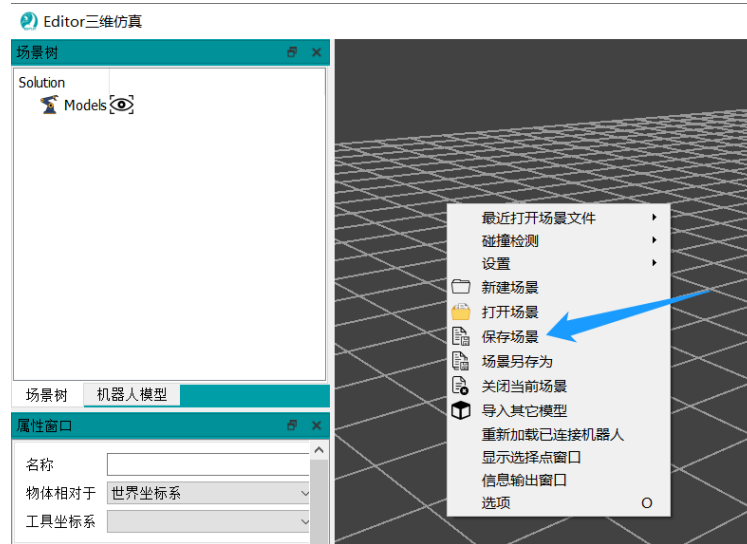 Editor三维仿真
场景树
Solution
Models
场景树 机器人模型
属性窗口
名称
物体相对于 世界坐标系
工具坐标系
最近打开场景文件
碰撞检测
设置
新建场景
打开场景
保存场景
场景另存为
关闭当前场景
导入其它模型
重新加载已连接机器人
显示选择点窗口
信息输出窗口
选项 O